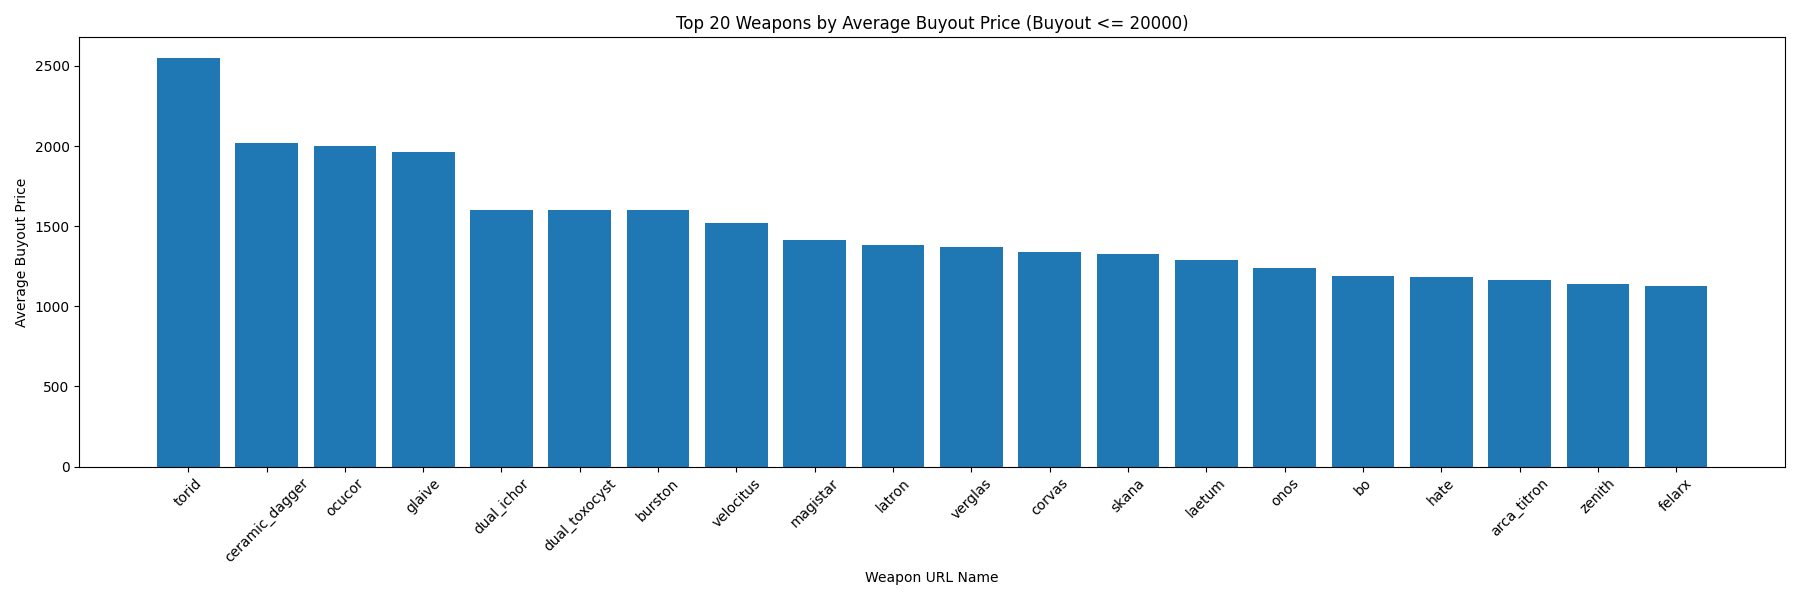 Top 20 Weapons by Average Buyout Price (Buyout <= 20000)
Average Buyout Price
2500
2000
1500
1000
500
0
torid
ceramic_dagger
ocucor
glaive
dual_ichor
dual_toxocyst
burston
velocitus
magistar
latron
verglas
corvas
skana
laetum
onos
bo
hate
arca_titron
zenith
felarx
Weapon URL Name